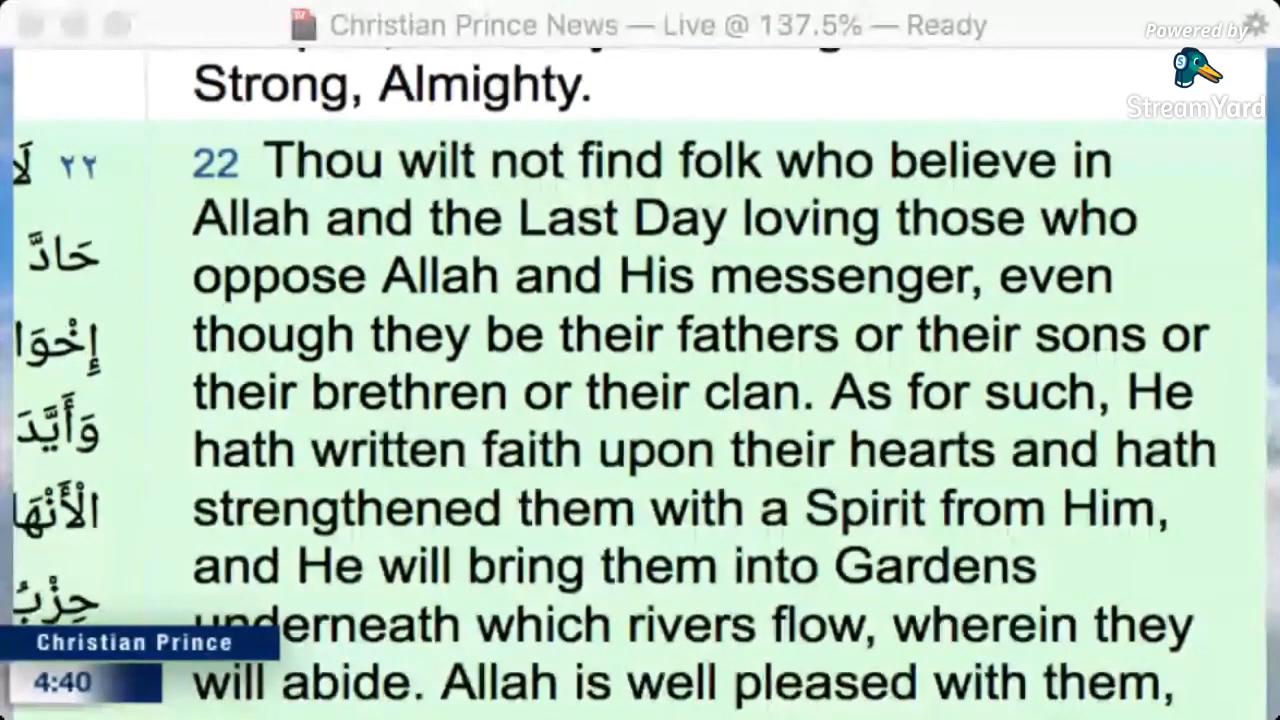 Christian Prince News — Live @ 137.5% — Ready
Powered by
StreamYard
Strong, Almighty.
22 Thou wilt not find folk who believe in
Allah and the Last Day loving those who
oppose Allah and His messenger, even
though they be their fathers or their sons or
their brethren or their clan. As for such, He
hath written faith upon their hearts and hath
strengthened them with a Spirit from Him,
and He will bring them into Gardens
underneath which rivers flow, wherein they
will abide. Allah is well pleased with them,
٢٢ لَا
حَادَّ
إِخْوَا
وَأَيَّدَ
الْأَنْهَا
حِزْبُ
Christian Prince
4:40